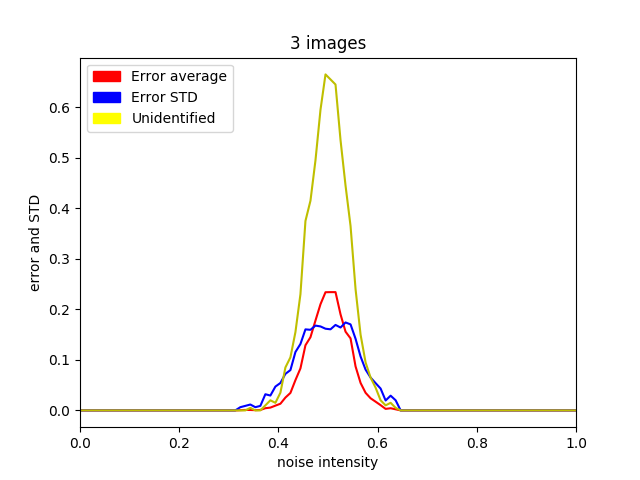 3 images
Error average
Error STD
Unidentified
error and STD
0.6
0.5
0.4
0.3
0.2
0.1
0.0
0.0 0.2 0.4 0.6 0.8 1.0
noise intensity